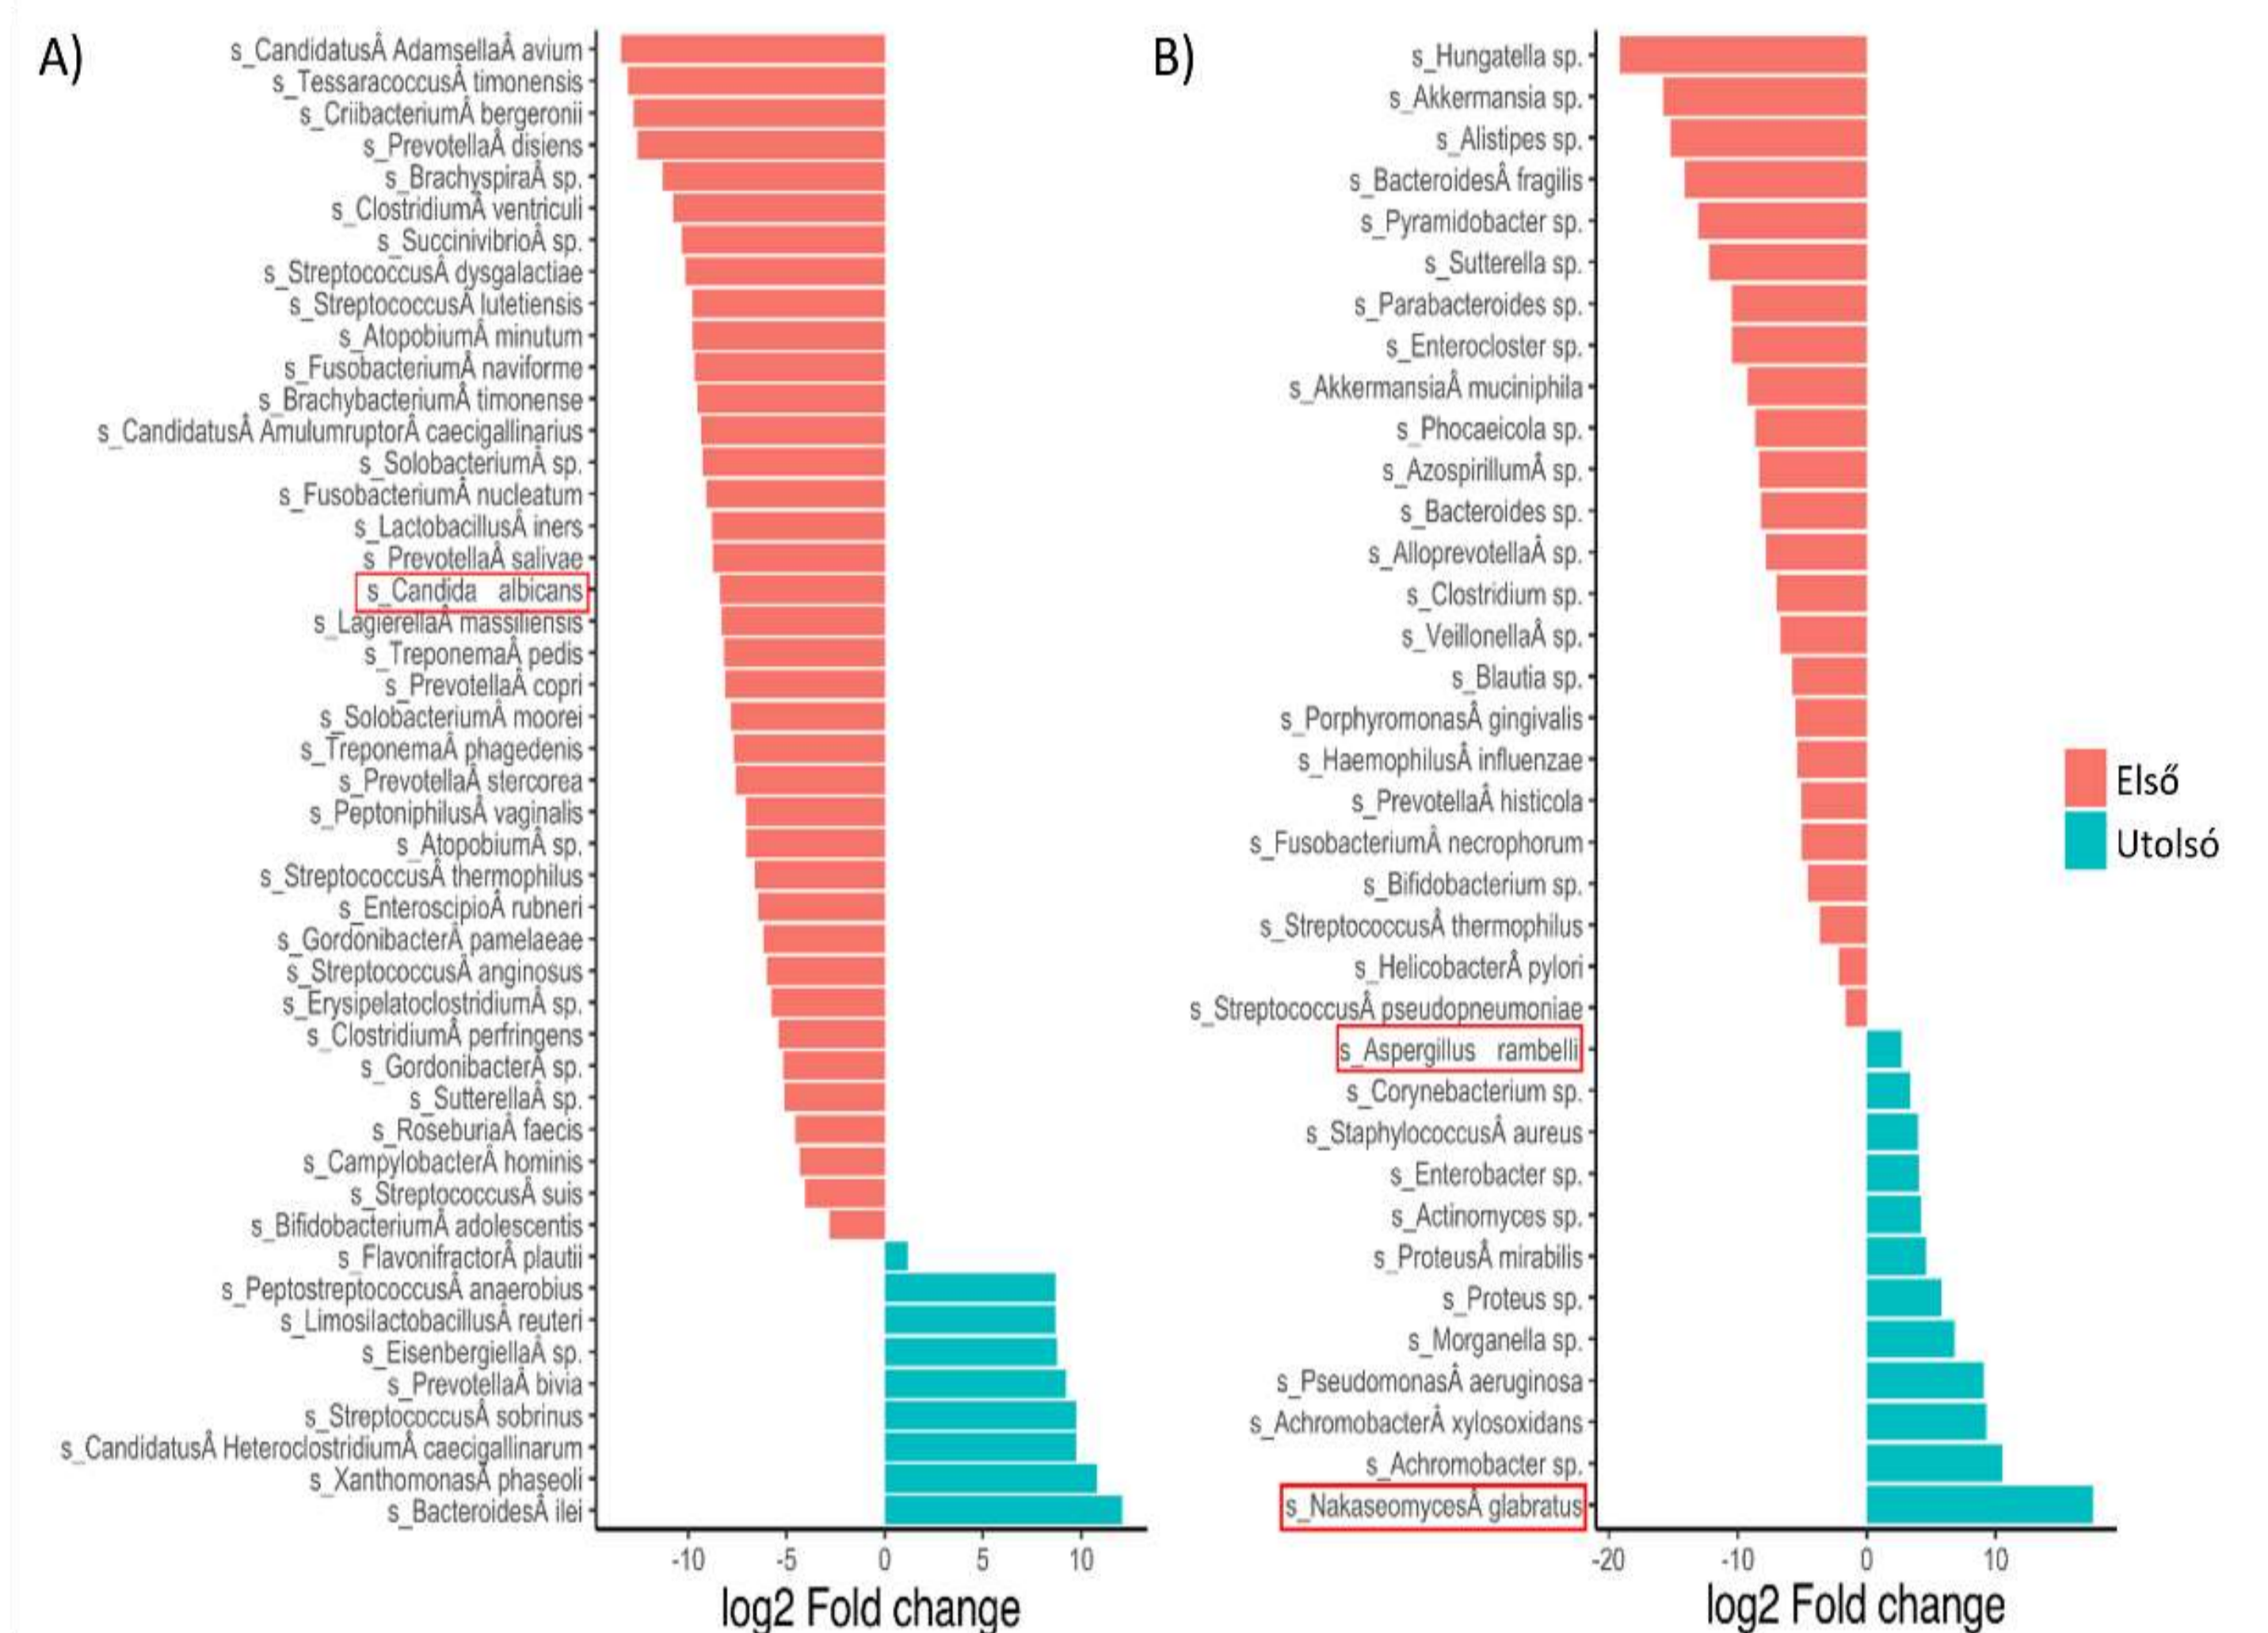 A)
s_CandidatusÂ AdamsellaÂ avium
s_TessaracoccusÂ timonensis
s_CriibacteriumÂ bergeronii
s_PrevotellaÂ disiens
s_BrachyspiraÂ sp.
s_ClostridiumÂ ventriculi
s_SuccinivibrioÂ sp.
s_StreptococcusÂ dysgalactiae
s_StreptococcusÂ lutetiensis
s_AtopobiumÂ minutum
s_FusobacteriumÂ naviforme
s_BrachybacteriumÂ timonense
s_CandidatusÂ AmulumruptorÂ caecigallinarius
s_SolobacteriumÂ sp.
s_FusobacteriumÂ nucleatum
s_LactobacillusÂ iners
s_PrevotellaÂ salivae
s_Candida albicans
s_LagierellaÂ massiliensis
s_TreponemaÂ pedis
s_PrevotellaÂ copri
s_SolobacteriumÂ moorei
s_TreponemaÂ phagedenis
s_PrevotellaÂ stercorea
s_PeptoniphilusÂ vaginalis
s_AtopobiumÂ sp.
s_StreptococcusÂ thermophilus
s_EnteroscipioÂ rubneri
s_GordonibacterÂ pamelaeae
s_StreptococcusÂ anginosus
s_ErysipelatoclostridiumÂ sp.
s_ClostridiumÂ perfringens
s_GordonibacterÂ sp.
s_SutterellaÂ sp.
s_RoseburiaÂ faecis
s_CampylobacterÂ hominis
s_StreptococcusÂ suis
s_BifidobacteriumÂ adolescentis
s_FlavonifractorÂ plautii
s_PeptostreptococcusÂ anaerobius
s_LimosilactobacillusÂ reuteri
s_EisenbergiellaÂ sp.
s_PrevotellaÂ bivia
s_StreptococcusÂ sobrinus
s_CandidatusÂ HeteroclostridiumÂ caecigallinarum
s_XanthomonasÂ phaseoli
s_BacteroidesÂ ilei
-10 -5 0 5 10
log2 Fold change
B)
s_Hungatella sp.
s_Akkermansia sp.
s_Alistipes sp.
s_BacteroidesÂ fragilis
s_Pyramidobacter sp.
s_Sutterella sp.
s_Parabacteroides sp.
s_Enterocloster sp.
s_AkkermansiaÂ muciniphila
s_Phocaeicola sp.
s_AzospirillumÂ sp.
s_Bacteroides sp.
s_AlloprevotellaÂ sp.
s_Clostridium sp.
s_VeillonellaÂ sp.
s_Blautia sp.
s_PorphyromonasÂ gingivalis
s_HaemophilusÂ influenzae
s_PrevotellaÂ histicola
s_FusobacteriumÂ necrophorum
s_Bifidobacterium sp.
s_StreptococcusÂ thermophilus
s_HelicobacterÂ pylori
s_StreptococcusÂ pseudopneumoniae
s_Aspergillus rambelli
s_Corynebacterium sp.
s_StaphylococcusÂ aureus
s_Enterobacter sp.
s_Actinomyces sp.
s_ProteusÂ mirabilis
s_Proteus sp.
s_Morganella sp.
s_PseudomonasÂ aeruginosa
s_AchromobacterÂ xylosoxidans
s_Achromobacter sp.
s_NakaseomycesÂ glabratus
-20 -10 0 10
log2 Fold change
Első
Utolsó